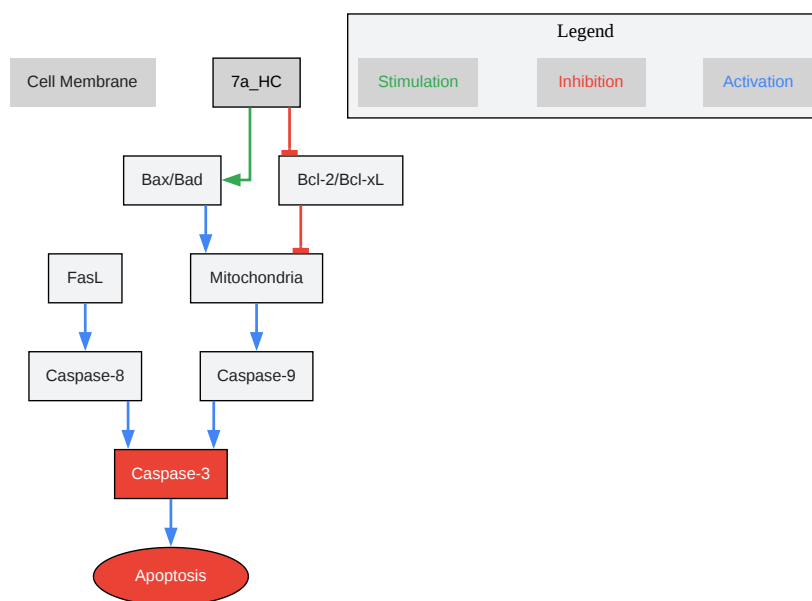 Legend
Cell Membrane
7a_HC
Stimulation
Inhibition
Activation
Bax/Bad
Bcl-2/Bcl-xL
FasL
Mitochondria
Caspase-8
Caspase-9
Caspase-3
Apoptosis